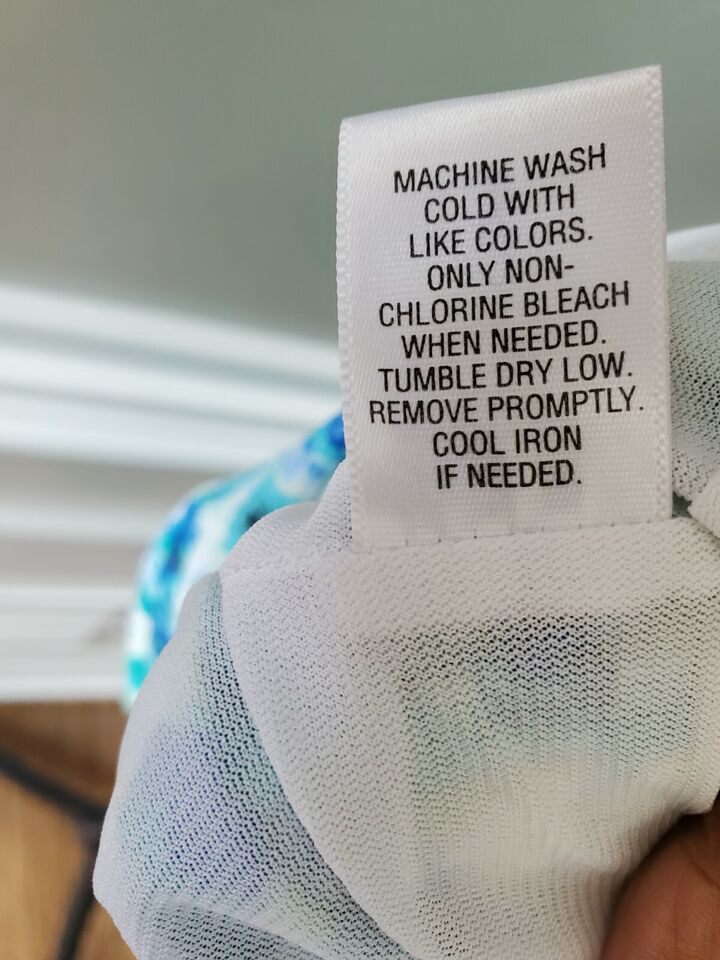 MACHINE WASH
COLD WITH
LIKE COLORS.
ONLY NON-
CHLORINE BLEACH
WHEN NEEDED.
TUMBLE DRY LOW.
REMOVE PROMPTLY.
COOL IRON
IF NEEDED.